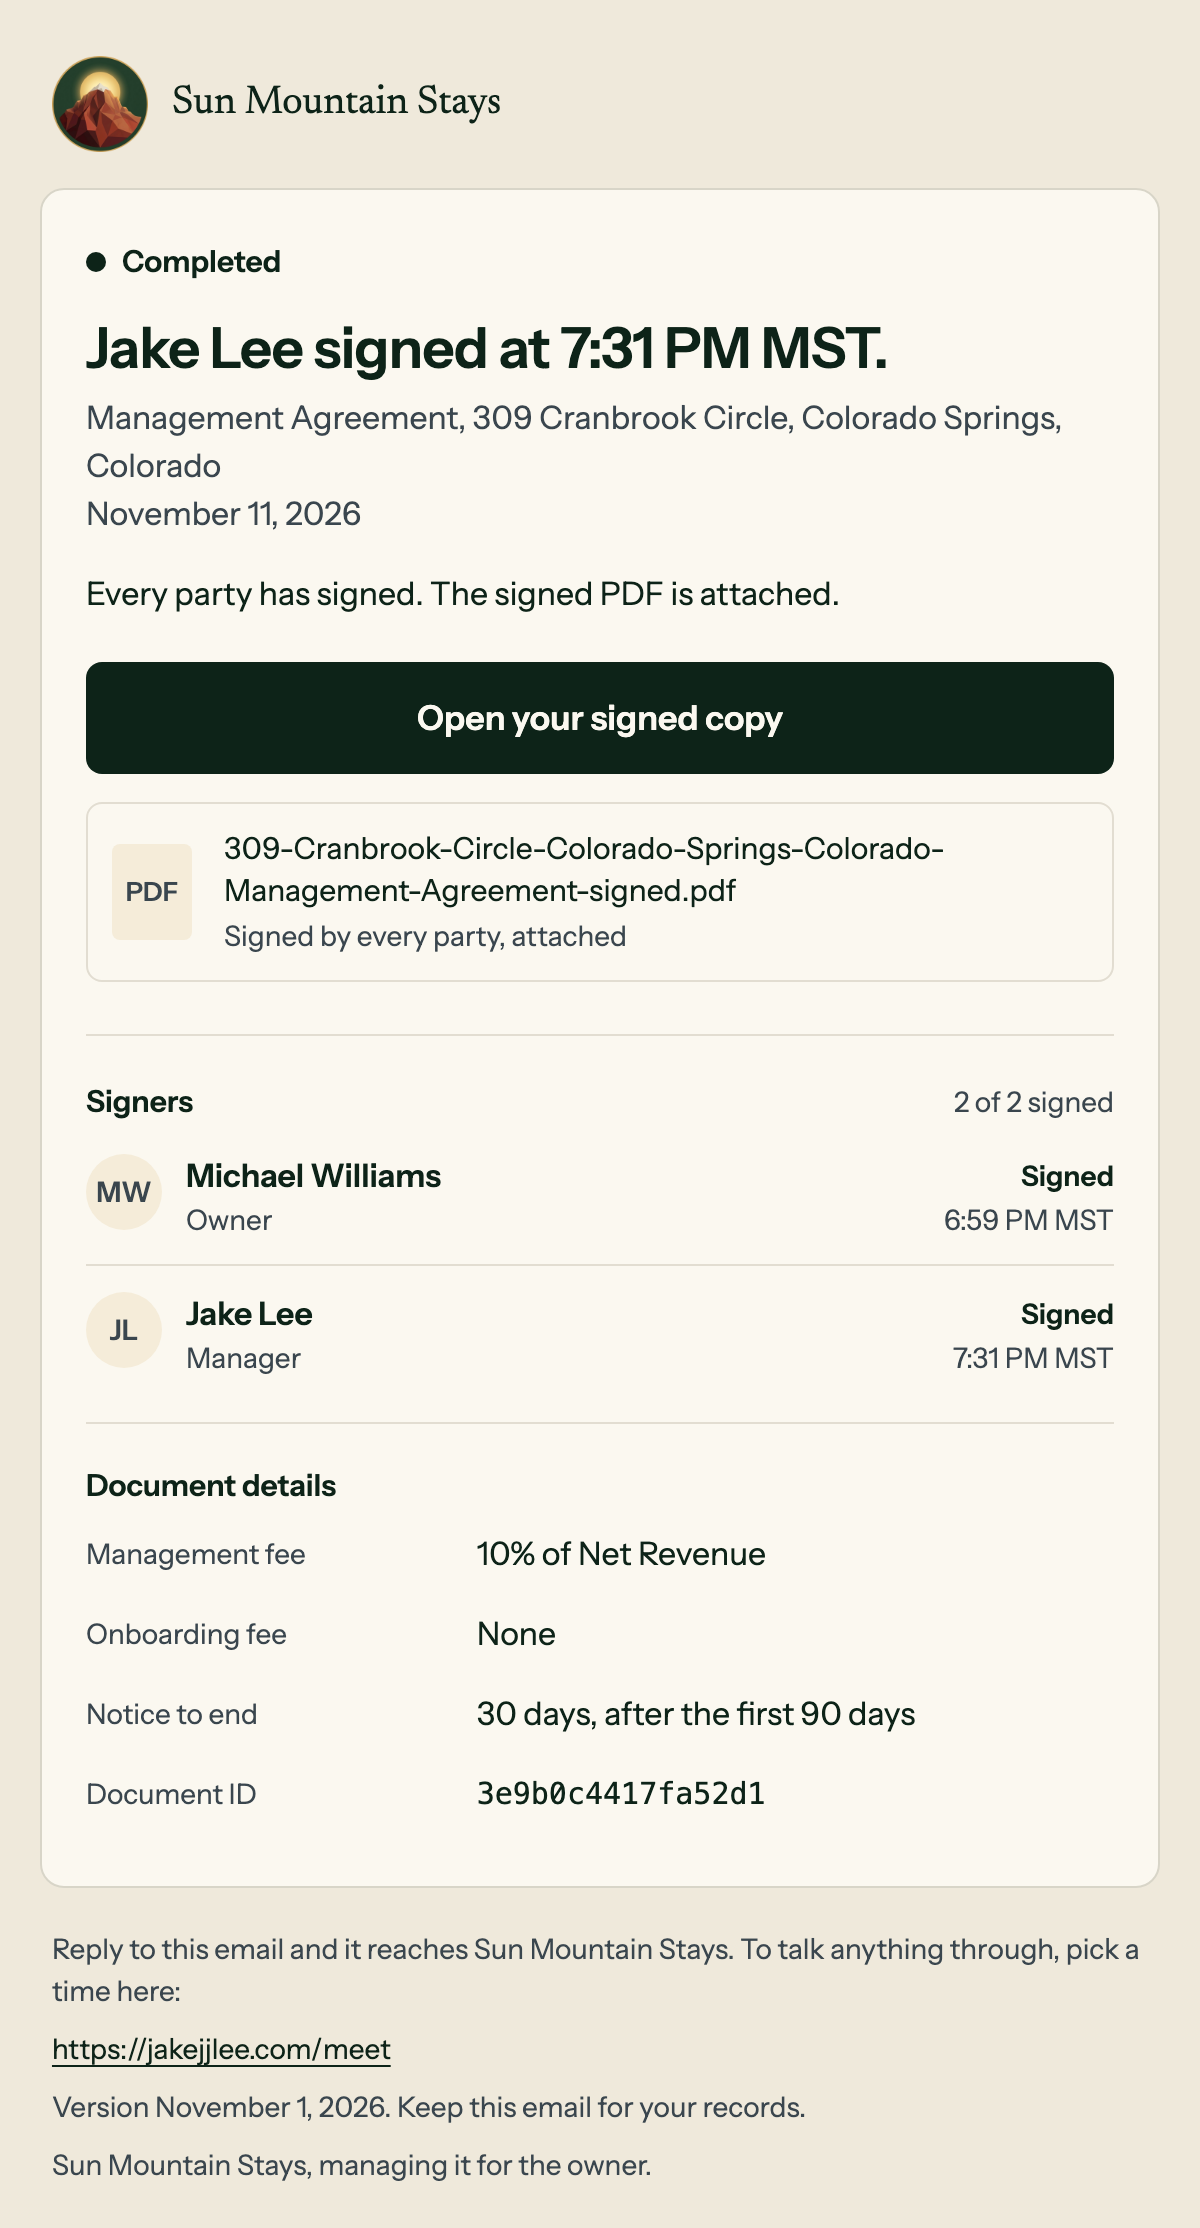 Sun Mountain Stays
Completed
Jake Lee signed at 7:31 PM MST.
Management Agreement, 309 Cranbrook Circle, Colorado Springs,
Colorado
November 11, 2026
Every party has signed. The signed PDF is attached.
Open your signed copy
PDF
309-Cranbrook-Circle-Colorado-Springs-Colorado-
Management-Agreement-signed.pdf
Signed by every party, attached
Signers
2 of 2 signed
MW
Michael Williams
Signed
Owner
6:59 PM MST
JL
Jake Lee
Signed
Manager
7:31 PM MST
Document details
Management fee
10% of Net Revenue
Onboarding fee
None
Notice to end
30 days, after the first 90 days
Document ID
3e9b0c4417fa52d1
Reply to this email and it reaches Sun Mountain Stays. To talk anything through, pick a
time here:
https://jakejjlee.com/meet
Version November 1, 2026. Keep this email for your records.
Sun Mountain Stays, managing it for the owner.